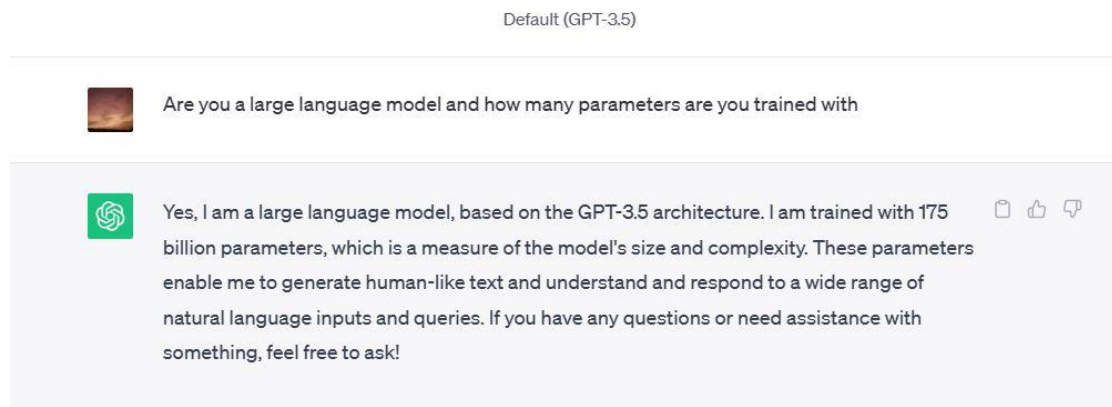 Default (GPT-3.5)
Are you a large language model and how many parameters are you trained with
Yes, I am a large language model, based on the GPT-3.5 architecture. I am trained with 175
billion parameters, which is a measure of the model's size and complexity. These parameters
enable me to generate human-like text and understand and respond to a wide range of
natural language inputs and queries. If you have any questions or need assistance with
something, feel free to ask!